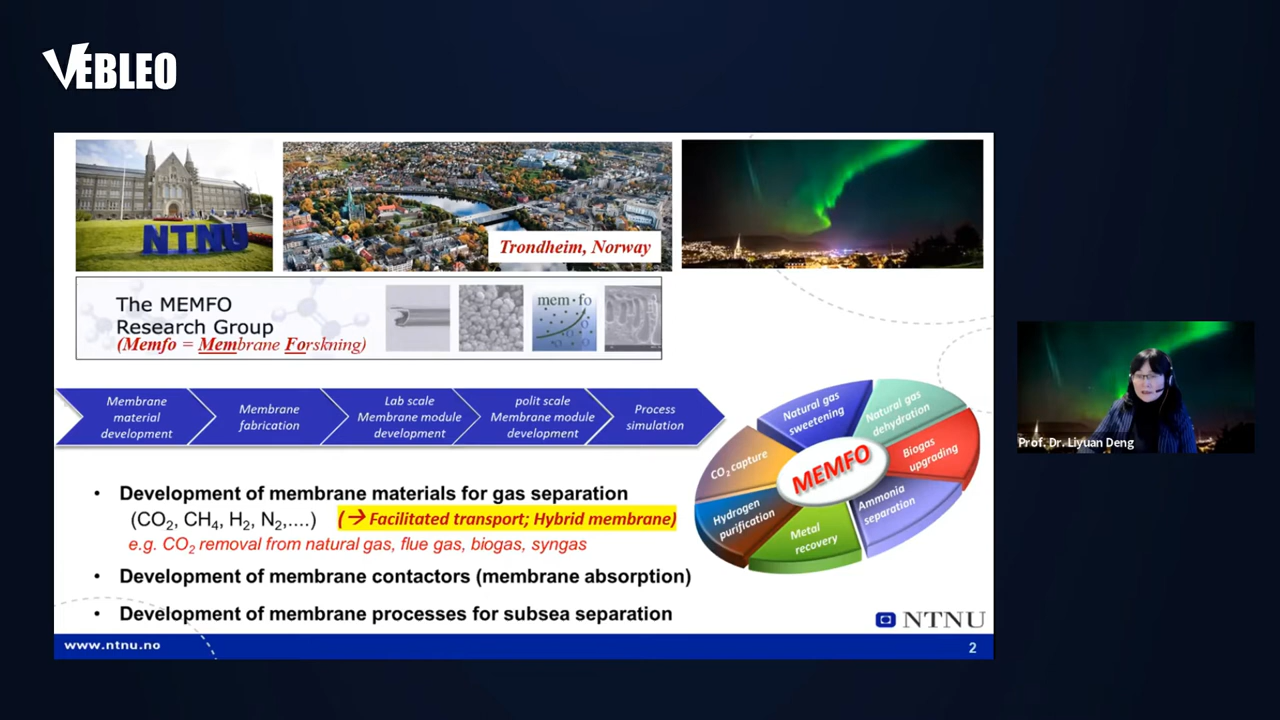 VEBLEO
NTNU
Trondheim, Norway
The MEMFO
Research Group
(Memfo = Membrane Forskning)
mem·fo
Membrane
material
development
Membrane
fabrication
Lab scale
Membrane module
development
polit scale
Membrane module
development
Process
simulation
Natural gas
sweetening
Natural gas
dehydration
Biogas
upgrading
Ammonia
separation
Metal
recovery
Hydrogen
purification
CO2 capture
MEMFO
• Development of membrane materials for gas separation
(CO2, CH4, H2, N2,....) (→ Facilitated transport; Hybrid membrane)
e.g. CO2 removal from natural gas, flue gas, biogas, syngas
• Development of membrane contactors (membrane absorption)
• Development of membrane processes for subsea separation
NTNU
www.ntnu.no
2
Prof. Dr. Liyuan Deng